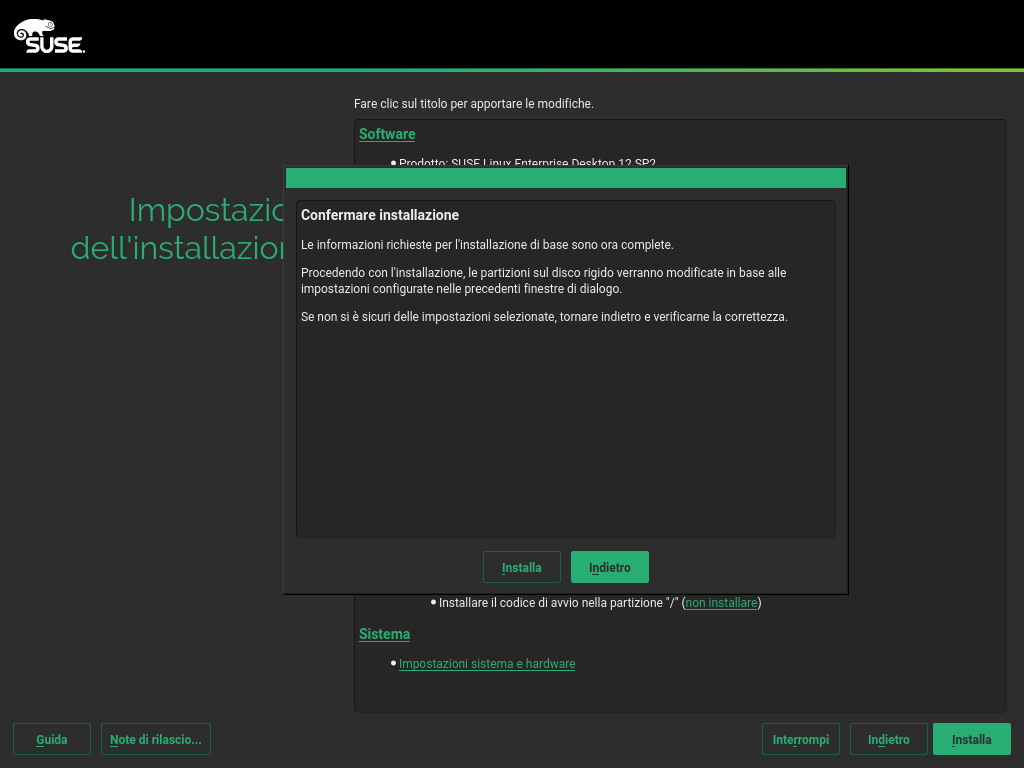 SUSE.
Fare clic sul titolo per apportare le modifiche.
Software
Prodotto: SUSE Linux Enterprise Desktop 12 SP2
Impostazio
dell'installazion
Confermare installazione
Le informazioni richieste per l'installazione di base sono ora complete.
Procedendo con l'installazione, le partizioni sul disco rigido verranno modificate in base alle
impostazioni configurate nelle precedenti finestre di dialogo.
Se non si è sicuri delle impostazioni selezionate, tornare indietro e verificarne la correttezza.
Installa Indietro
Installare il codice di avvio nella partizione "/" (non installare)
Sistema
Impostazioni sistema e hardware
Guida Note di rilascio... Interrompi Indietro Installa